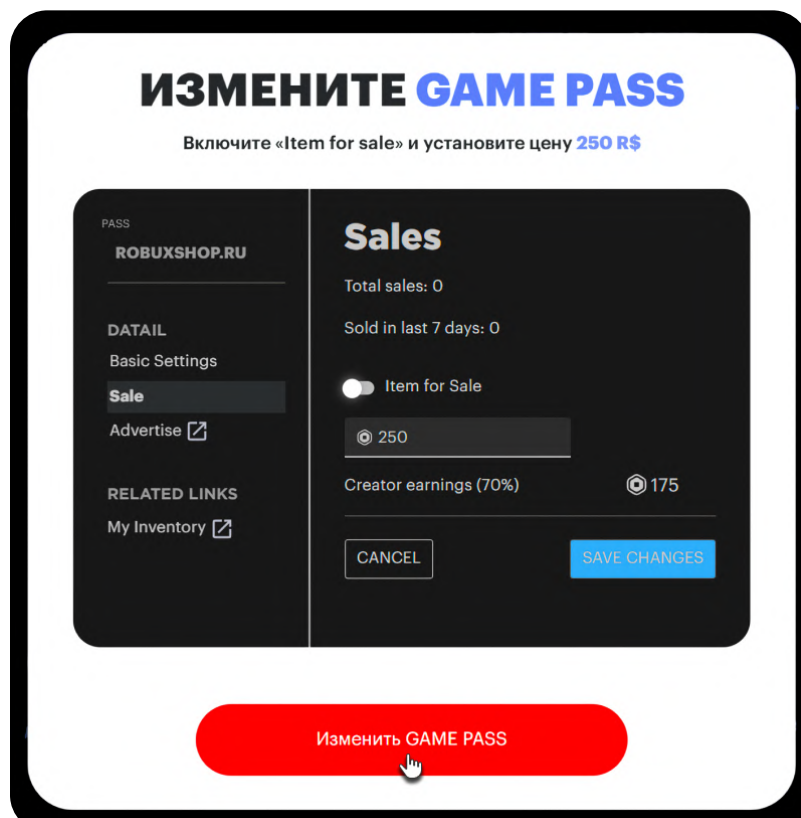 ИЗМЕНИТЕ GAME PASS
Включите «Item for sale» и установите цену 250 R$
PASS
ROBUXSHOP.RU
DATAIL
Basic Settings
Sale
Advertise
RELATED LINKS
My Inventory
Sales
Total sales: 0
Sold in last 7 days: 0
Item for Sale
250
Creator earnings (70%) 175
CANCEL SAVE CHANGES
Изменить GAME PASS